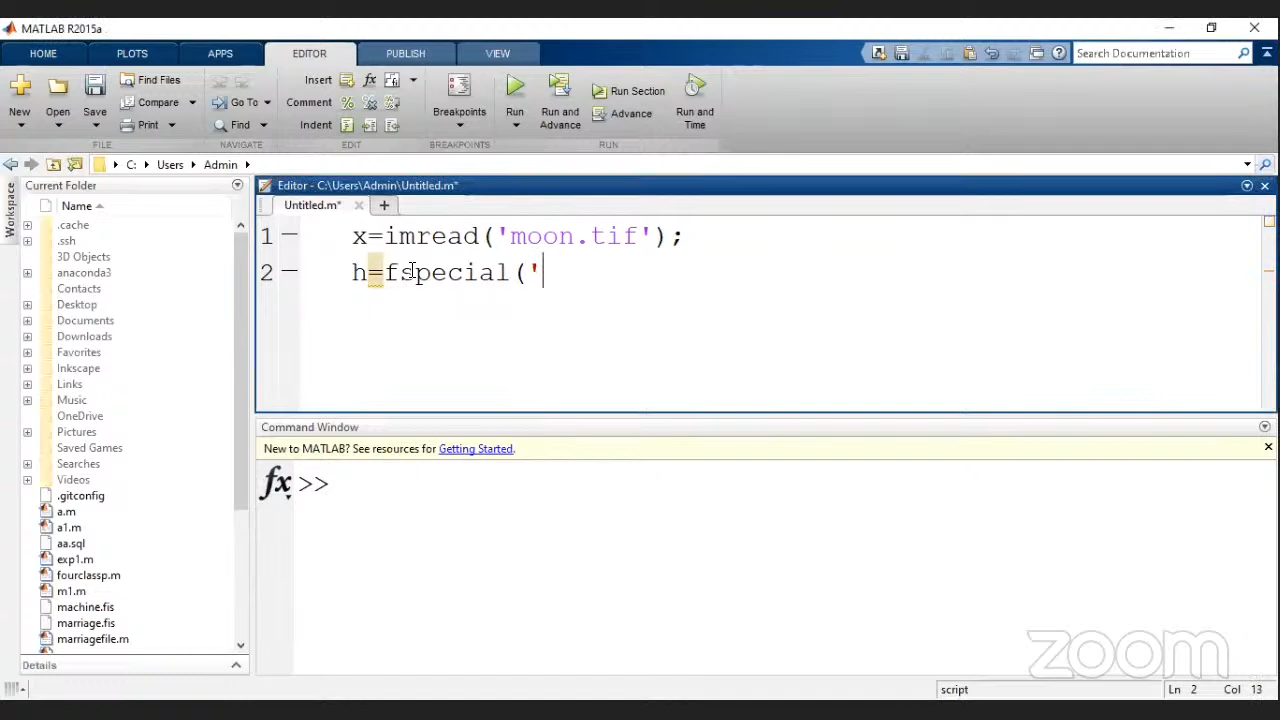 MATLAB R2015a
HOME PLOTS APPS EDITOR PUBLISH VIEW Search Documentation
New Open Save Find Files Compare Print Go To Find Insert fx Comment Indent Breakpoints Run Run and Advance Run Section Advance Run and Time
FILE NAVIGATE EDIT BREAKPOINTS RUN
C: Users Admin
Workspace
Current Folder
Name
.cache
.ssh
3D Objects
anaconda3
Contacts
Desktop
Documents
Downloads
Favorites
Inkscape
Links
Music
OneDrive
Pictures
Saved Games
Searches
Videos
.gitconfig
a.m
a1.m
aa.sql
exp1.m
fourclassp.m
m1.m
machine.fis
marriage.fis
marriagefile.m
Details
Editor - C:\Users\Admin\Untitled.m*
Untitled.m*
1 x=imread('moon.tif');
2 h=fspecial('
Command Window
New to MATLAB? See resources for Getting Started.
fx >>
zoom
script Ln 2 Col 13